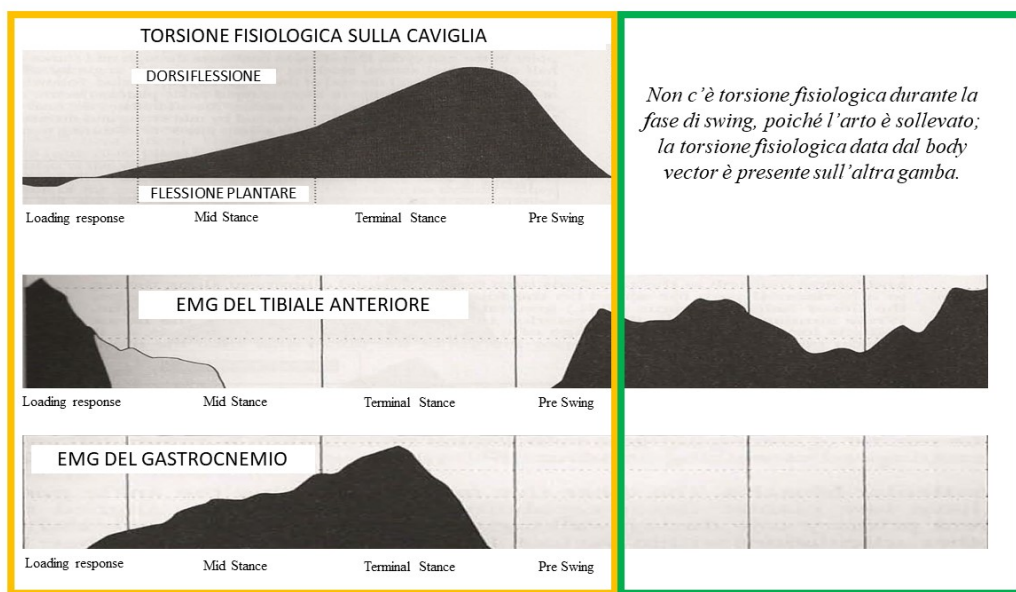 TORSIONE FISIOLOGICA SULLA CAVIGLIA
DORSIFLESSIONE
FLESSIONE PLANTARE
Loading response Mid Stance Terminal Stance Pre Swing
Non c’è torsione fisiologica durante la
fase di swing, poiché l’arto è sollevato;
la torsione fisiologica data dal body
vector è presente sull’altra gamba.
EMG DEL TIBIALE ANTERIORE
Loading response Mid Stance Terminal Stance Pre Swing
EMG DEL GASTROCNEMIO
Loading response Mid Stance Terminal Stance Pre Swing